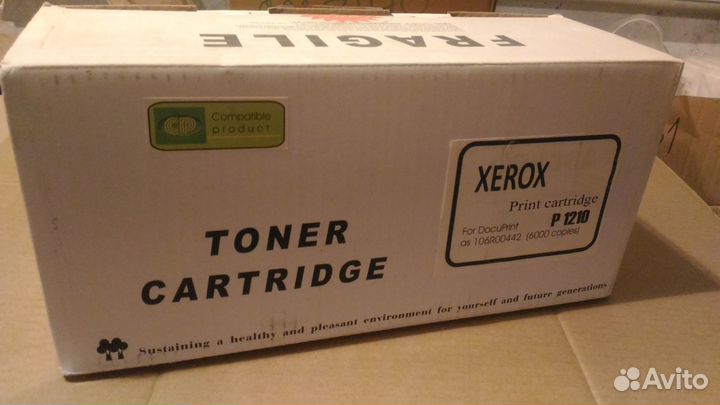 FRAGILE
CP
Compatible
product
XEROX
Print cartridge
P 1210
For DocuPrint
as 106R00442 (6000 copies)
TONER
CARTRIDGE
Sustaining a healthy and pleasant environment for yourself and future generations
Avito